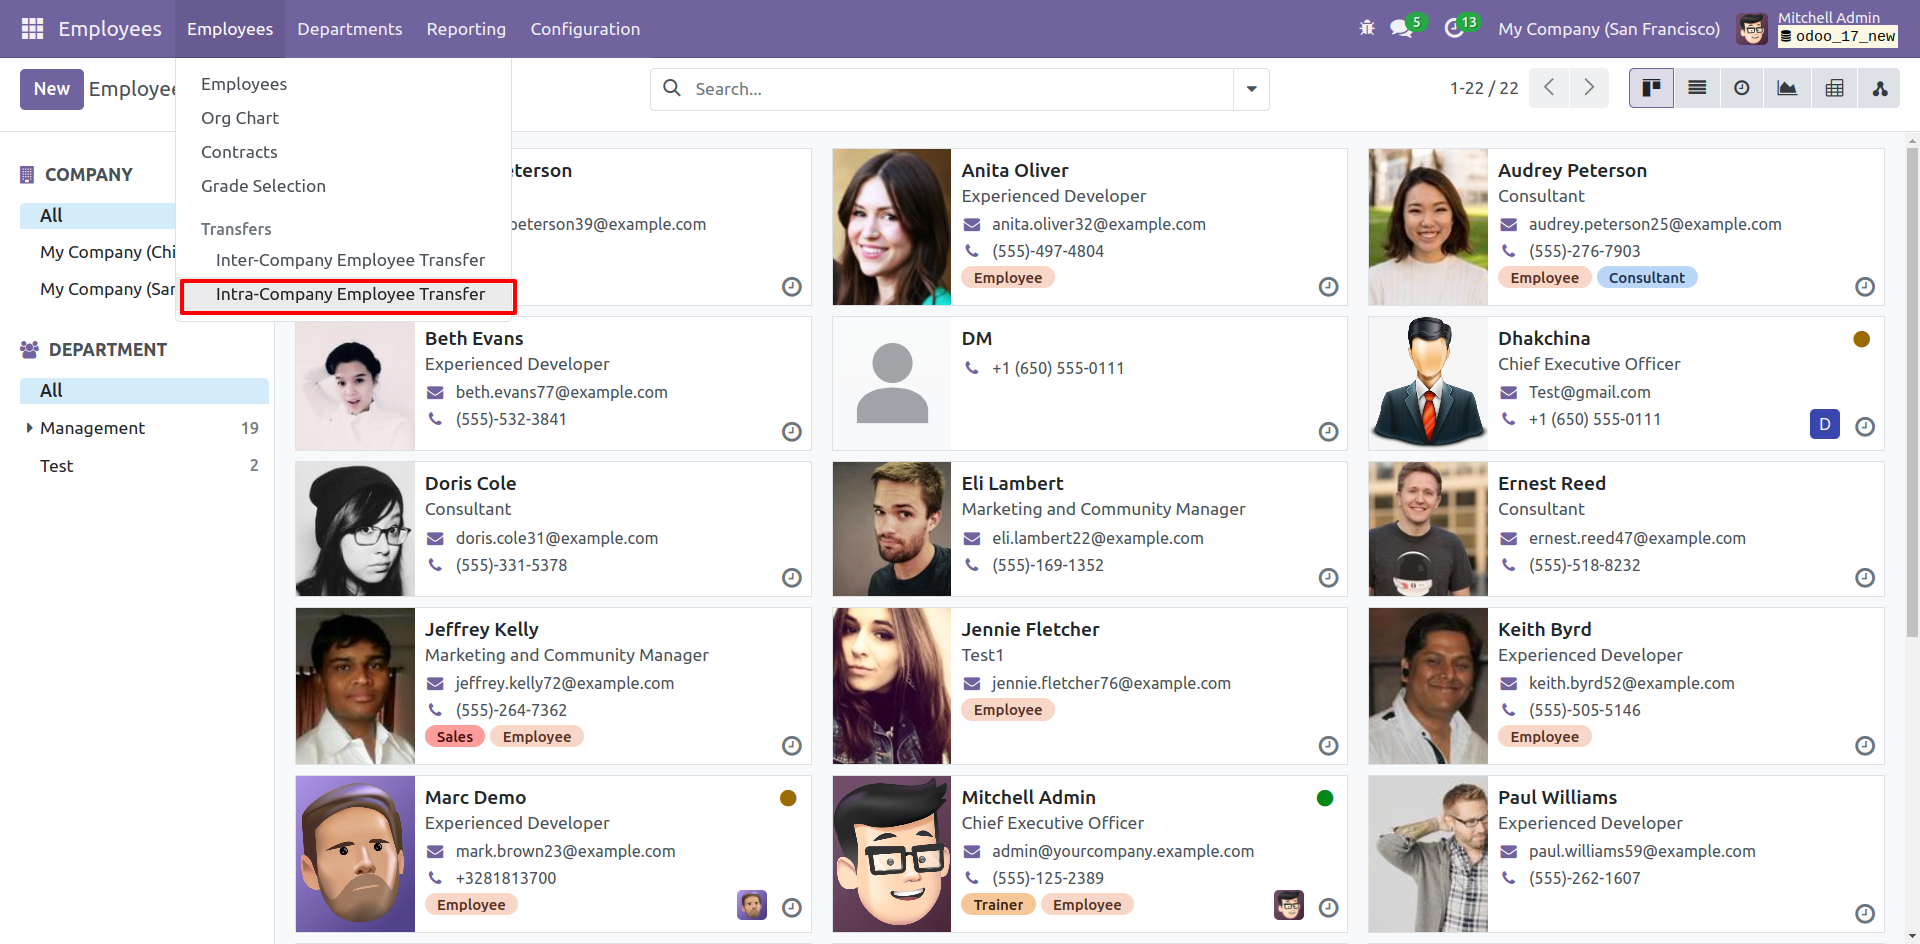 Employees
Employees
Departments
Reporting
Configuration
5
13
My Company (San Francisco)
Mitchell Admin
odoo_17_new
New
Employees
Org Chart
Contracts
Grade Selection
Transfers
Inter-Company Employee Transfer
Intra-Company Employee Transfer
Search...
1-22 / 22
COMPANY
All
My Company (Chi
My Company (Sar
DEPARTMENT
All
Management 19
Test 2
eterson
peterson39@example.com
Anita Oliver
Experienced Developer
anita.oliver32@example.com
(555)-497-4804
Employee
Audrey Peterson
Consultant
audrey.peterson25@example.com
(555)-276-7903
Employee Consultant
Beth Evans
Experienced Developer
beth.evans77@example.com
(555)-532-3841
DM
+1 (650) 555-0111
Dhakchina
Chief Executive Officer
Test@gmail.com
+1 (650) 555-0111
D
Doris Cole
Consultant
doris.cole31@example.com
(555)-331-5378
Eli Lambert
Marketing and Community Manager
eli.lambert22@example.com
(555)-169-1352
Ernest Reed
Consultant
ernest.reed47@example.com
(555)-518-8232
Jeffrey Kelly
Marketing and Community Manager
jeffrey.kelly72@example.com
(555)-264-7362
Sales Employee
Jennie Fletcher
Test1
jennie.fletcher76@example.com
Employee
Keith Byrd
Experienced Developer
keith.byrd52@example.com
(555)-505-5146
Employee
Marc Demo
Experienced Developer
mark.brown23@example.com
+3281813700
Employee
Mitchell Admin
Chief Executive Officer
admin@yourcompany.example.com
(555)-125-2389
Trainer Employee
Paul Williams
Experienced Developer
paul.williams59@example.com
(555)-262-1607